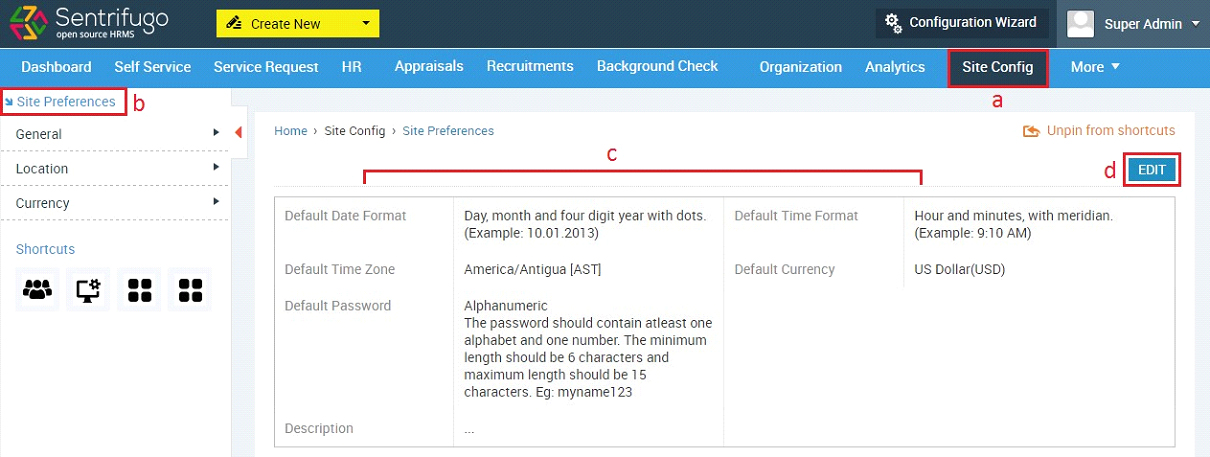 Sentrifugo
open source HRMS
Create New
Configuration Wizard
Super Admin
Dashboard Self Service Service Request HR Appraisals Recruitments Background Check Organization Analytics Site Config More
a
Site Preferences b
General
Location
Currency
Shortcuts
Home › Site Config › Site Preferences
Unpin from shortcuts
c
d EDIT
Default Date Format
Day, month and four digit year with dots.
(Example: 10.01.2013)
Default Time Format
Hour and minutes, with meridian.
(Example: 9:10 AM)
Default Time Zone
America/Antigua [AST]
Default Currency
US Dollar(USD)
Default Password
Alphanumeric
The password should contain atleast one
alphabet and one number. The minimum
length should be 6 characters and
maximum length should be 15
characters. Eg: myname123
Description
...